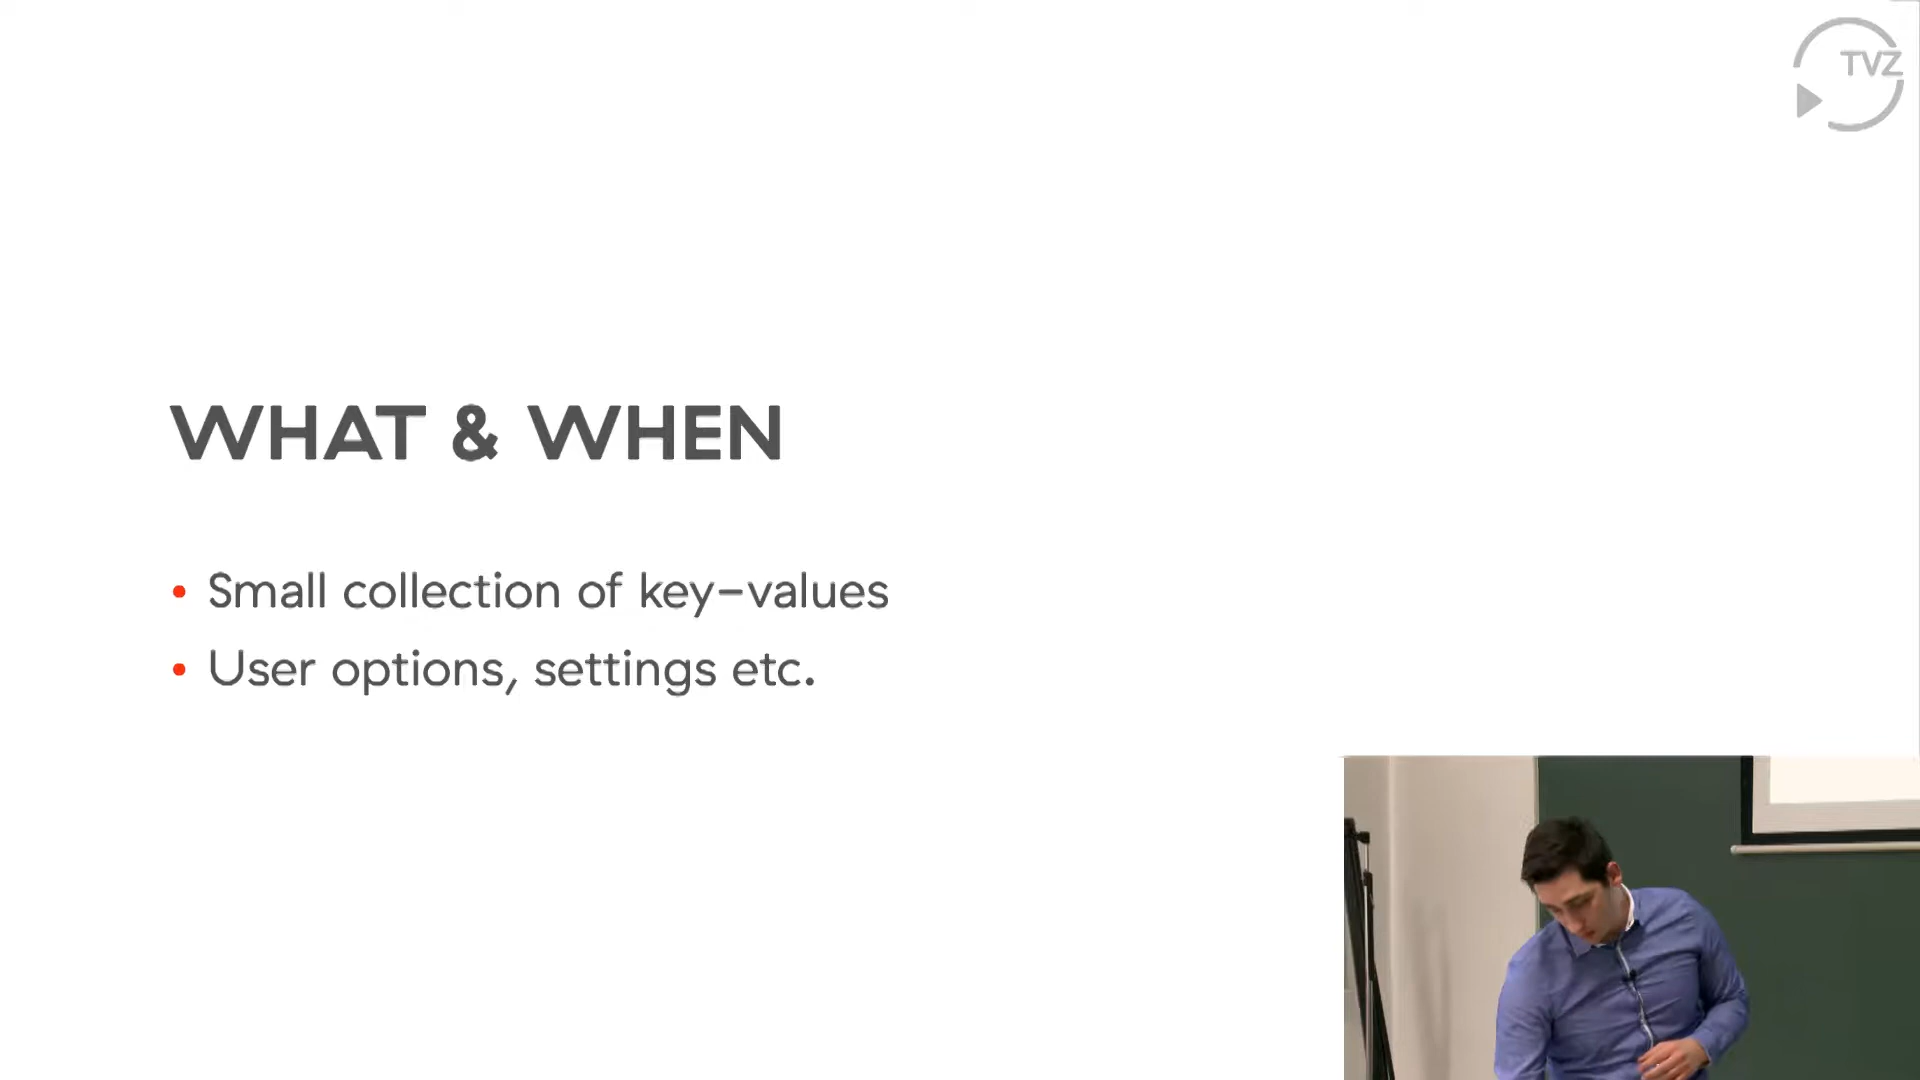 TVZ
WHAT & WHEN
• Small collection of key-values
• User options, settings etc.